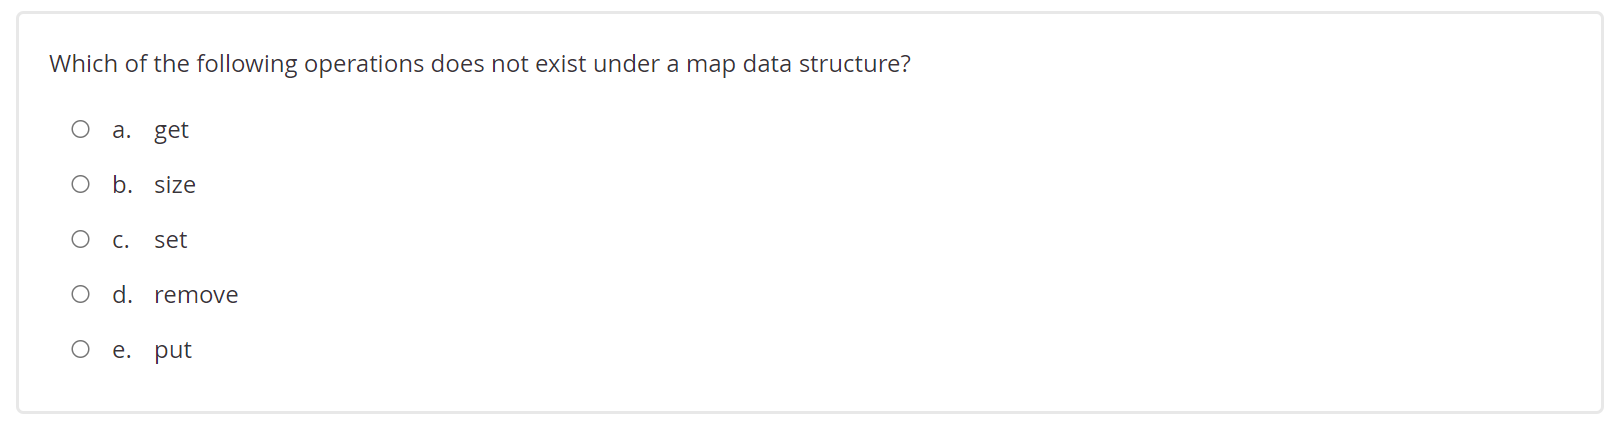 Which of the following operations does not exist under a map data structure?
a. get
b. size
c. set
d. remove
e. put